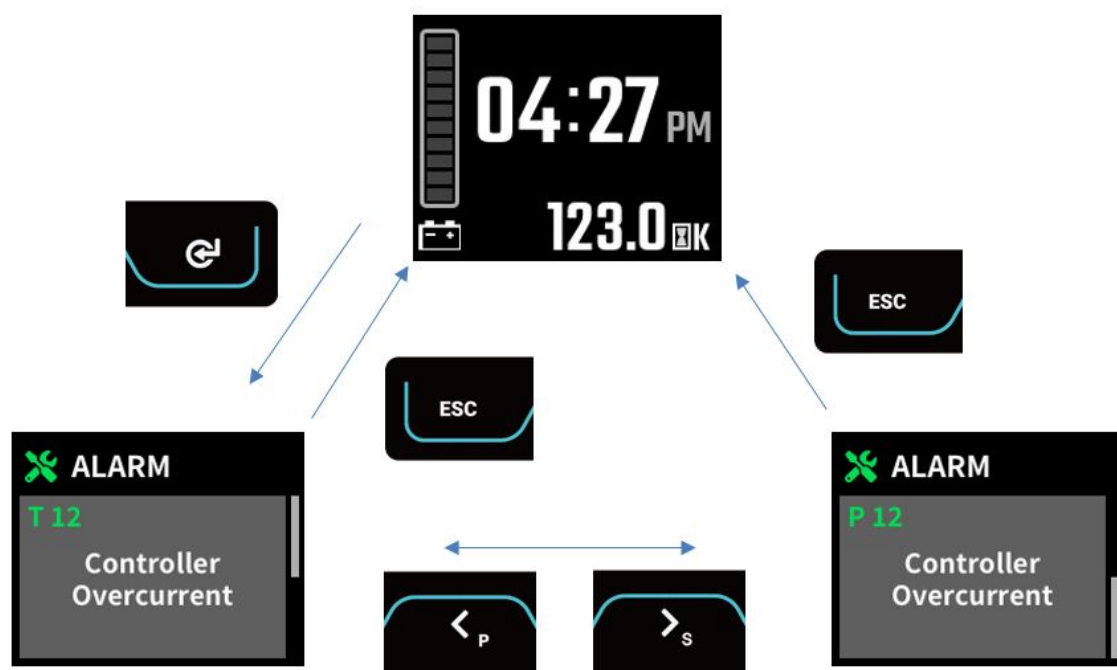 04:27 PM
123.0 K
ESC
ESC
ALARM
T 12
Controller
Overcurrent
ALARM
P 12
Controller
Overcurrent
< P
> S